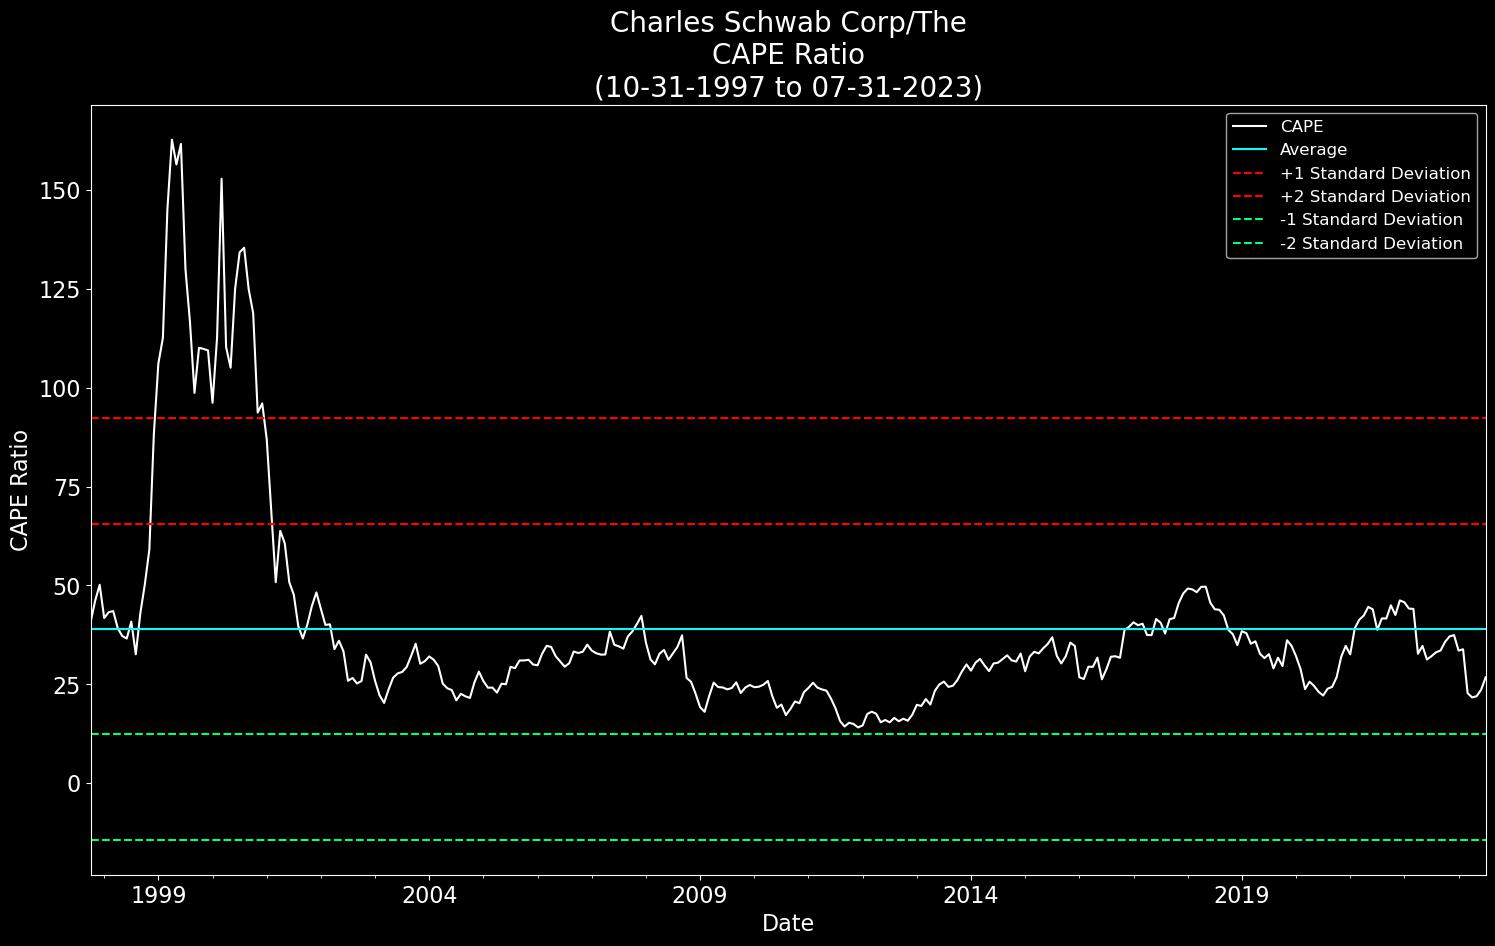 Charles Schwab Corp/The
CAPE Ratio
(10-31-1997 to 07-31-2023)
CAPE
Average
+1 Standard Deviation
+2 Standard Deviation
-1 Standard Deviation
-2 Standard Deviation
CAPE Ratio
150
125
100
75
50
25
0
1999 2004 2009 2014 2019
Date